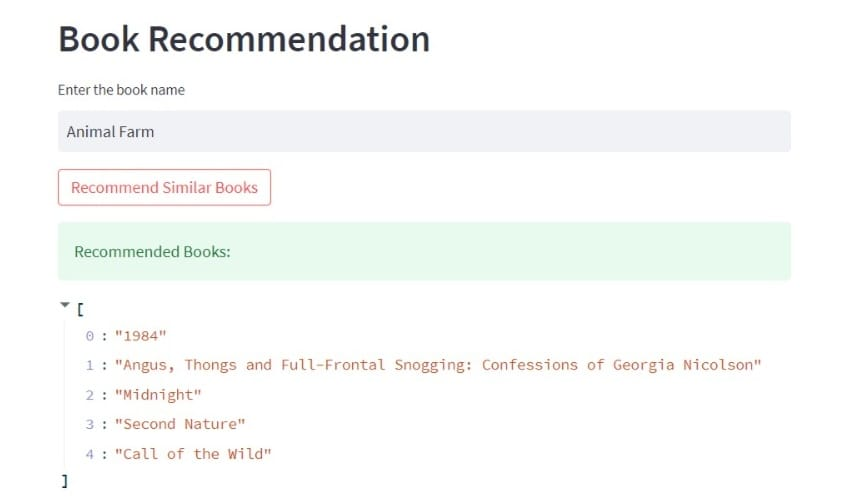 Book Recommendation
Enter the book name
Animal Farm
Recommend Similar Books
Recommended Books:
[
0 : "1984"
1 : "Angus, Thongs and Full-Frontal Snogging: Confessions of Georgia Nicolson"
2 : "Midnight"
3 : "Second Nature"
4 : "Call of the Wild"
]